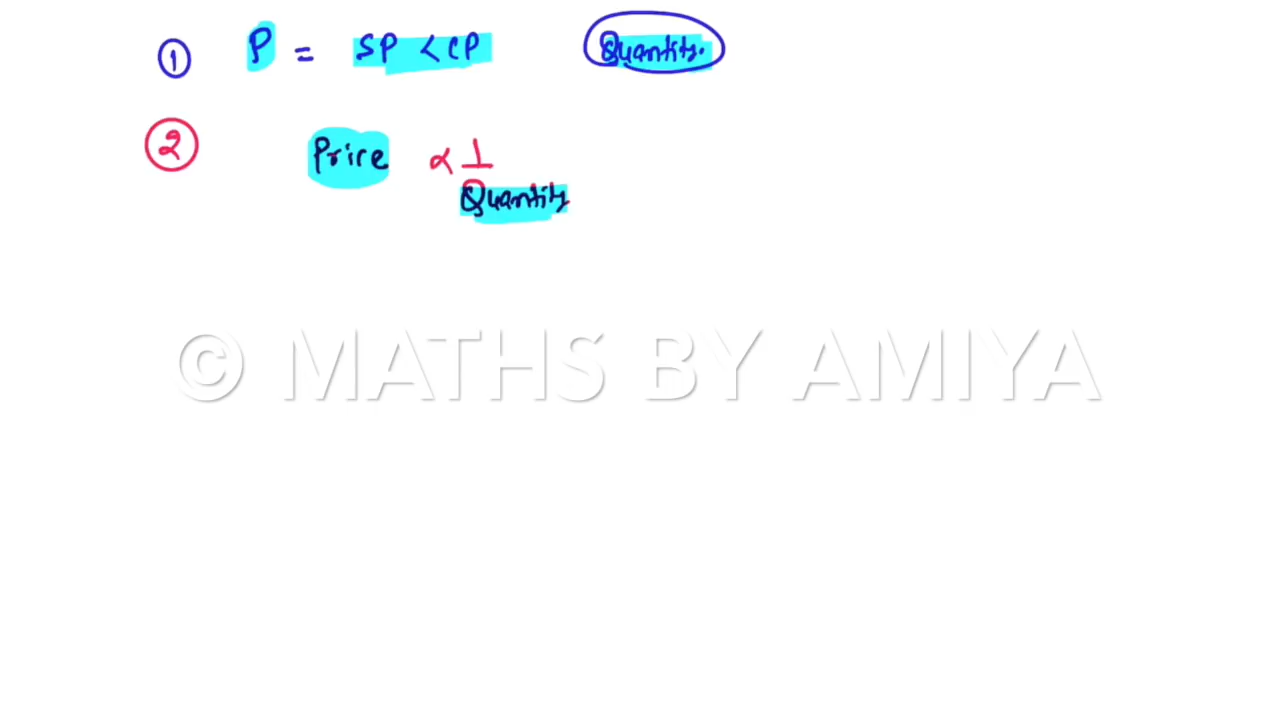 ① P = SP < CP Quantity.
② Price ∝ 1
Quantity
© MATHS BY AMIYA